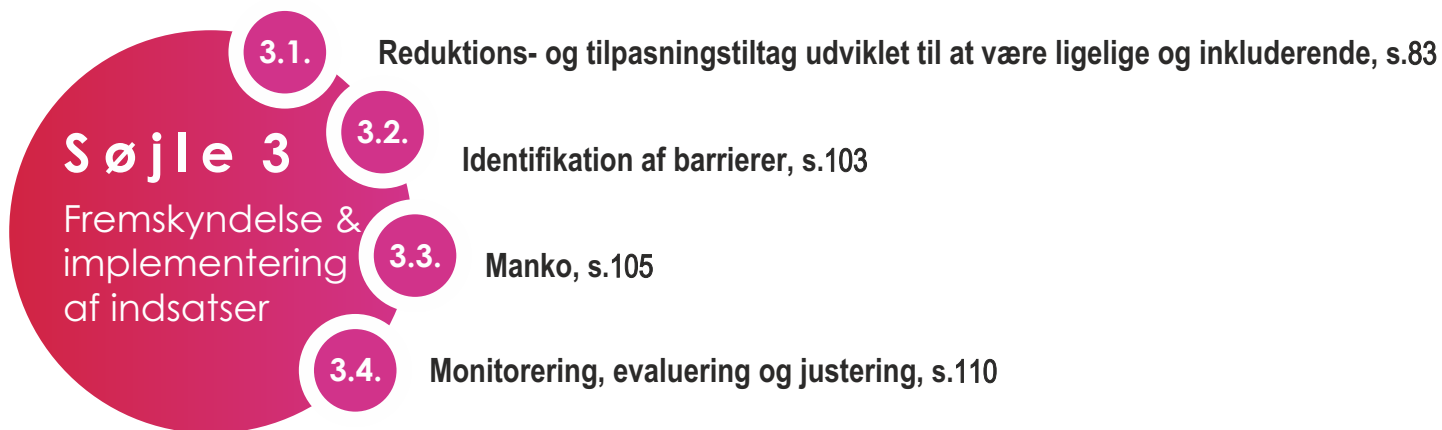 Søjle 3
Fremskyndelse &
implementering
af indsatser
3.1. Reduktions- og tilpasningstiltag udviklet til at være ligelige og inkluderende, s.83
3.2. Identifikation af barrierer, s.103
3.3. Manko, s.105
3.4. Monitorering, evaluering og justering, s.110